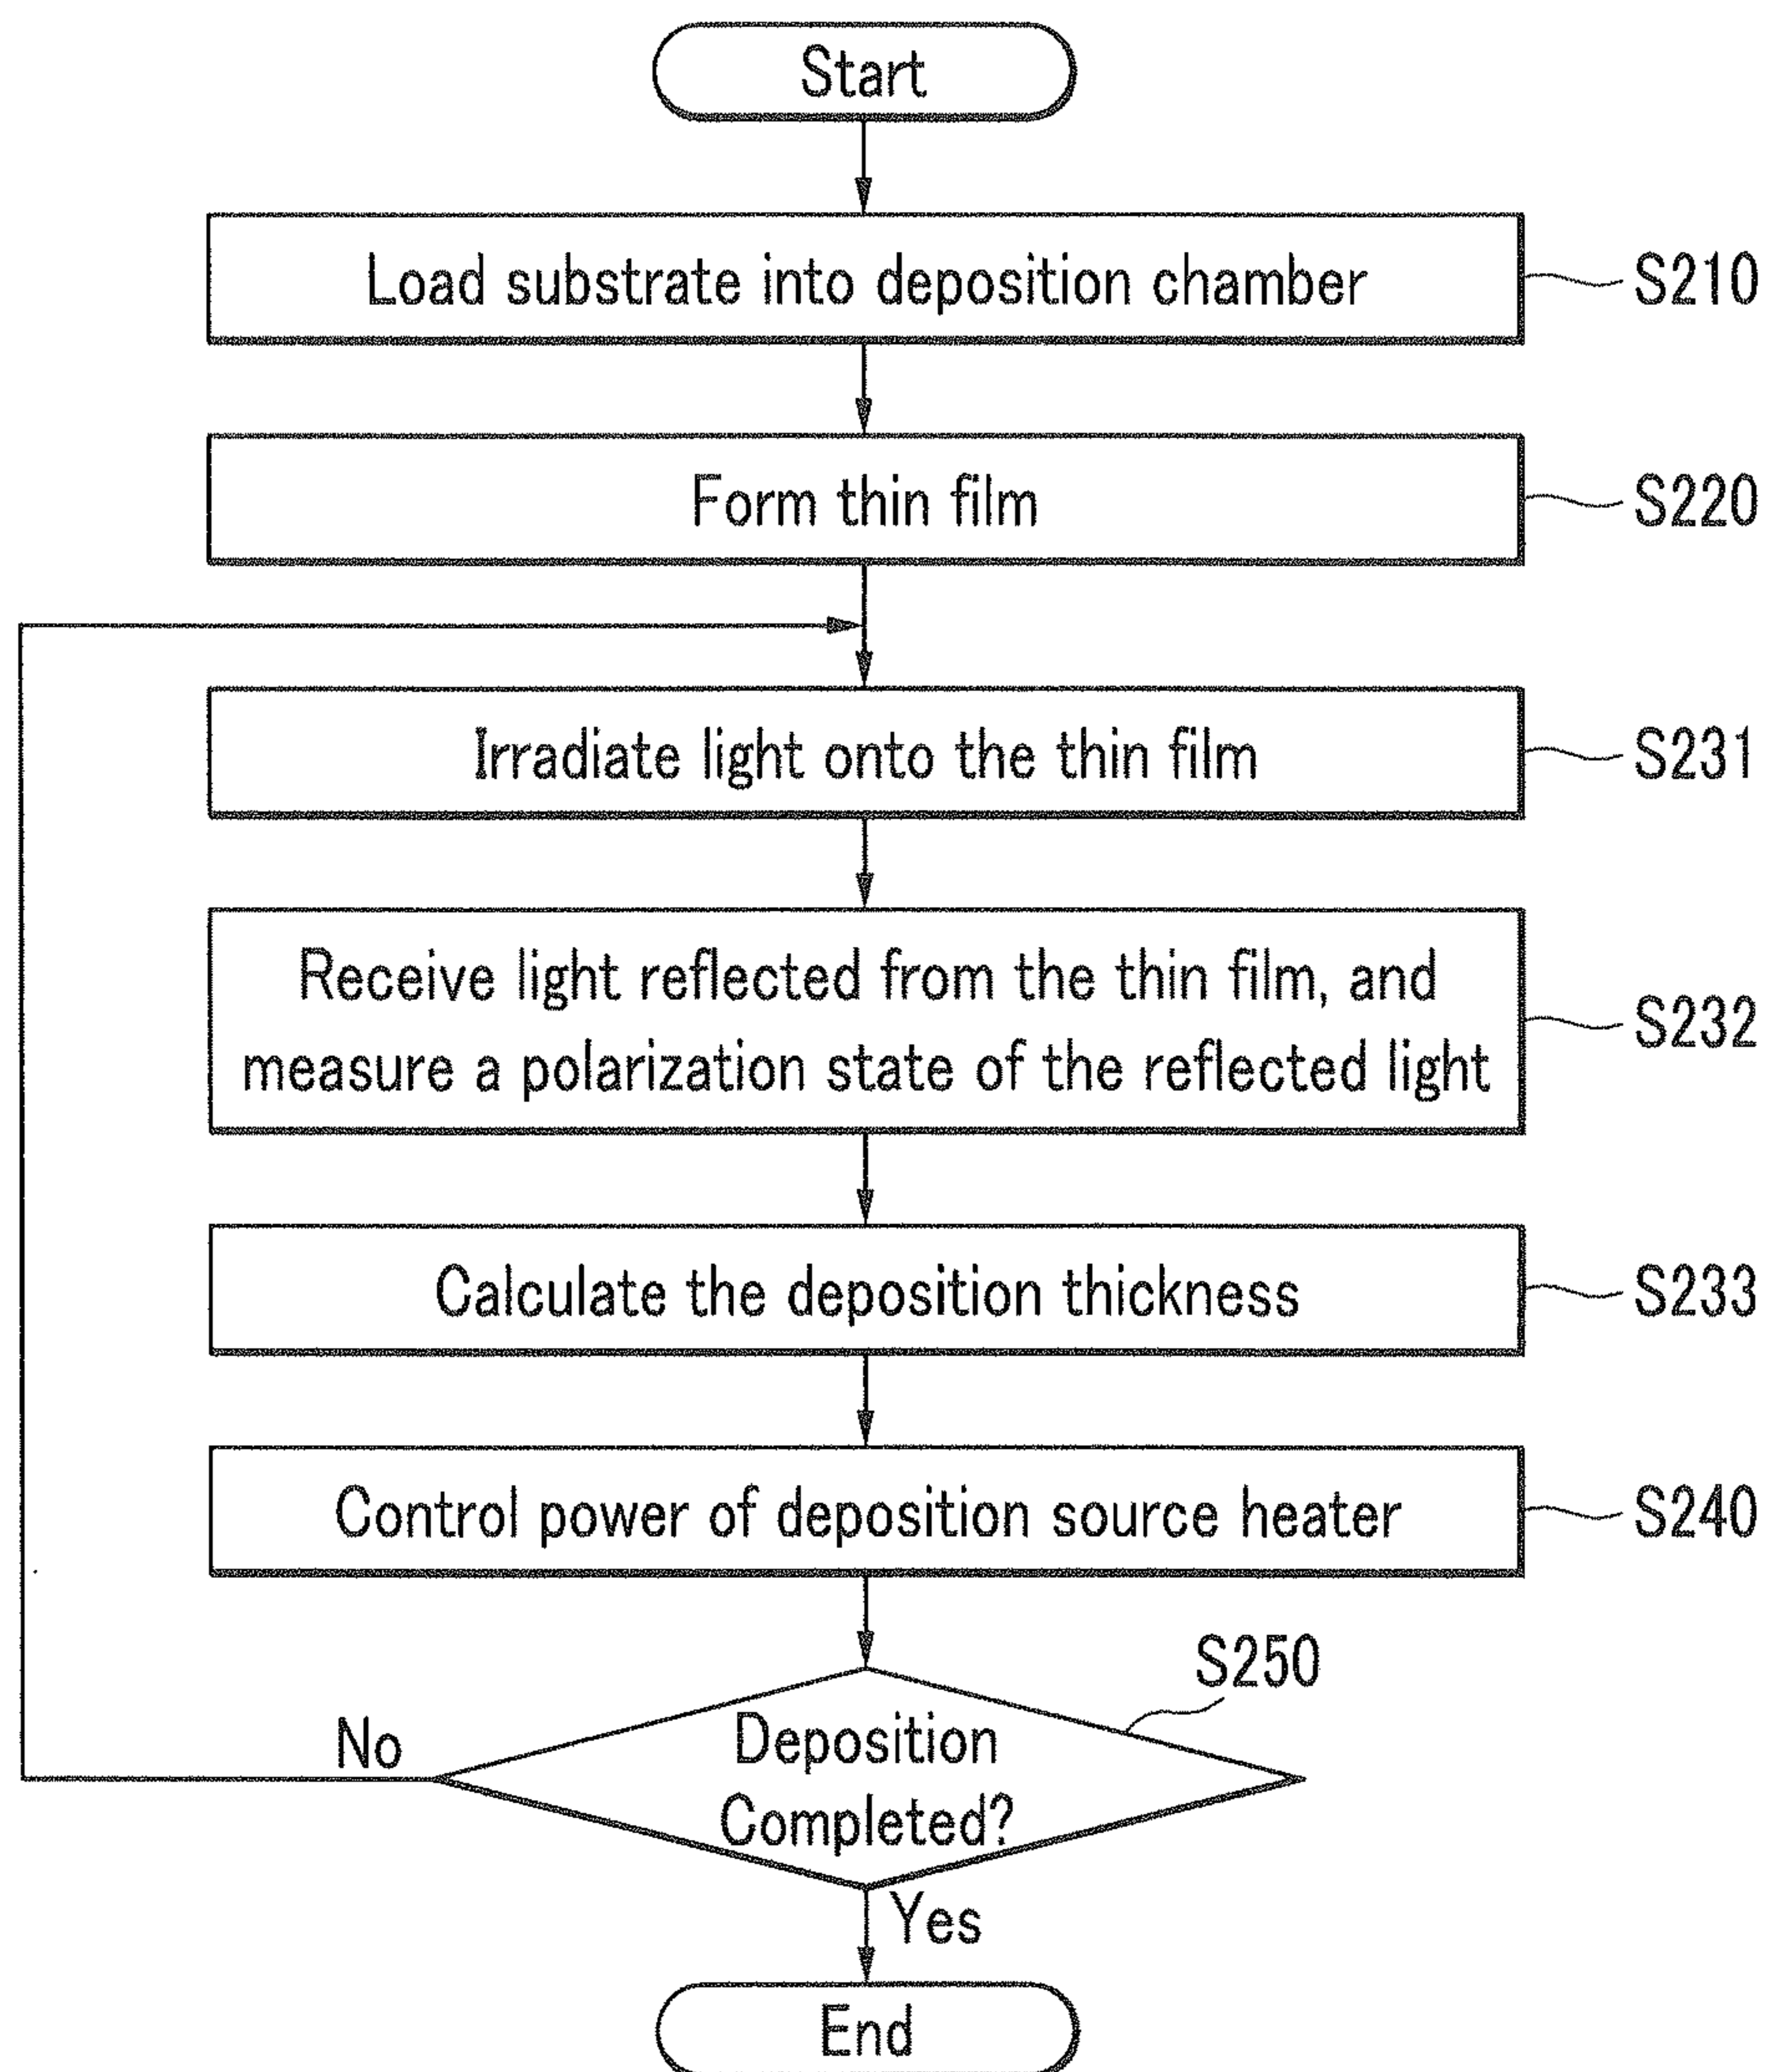 Start
Load substrate into deposition chamber
S210
Form thin film
S220
Irradiate light onto the thin film
S231
Receive light reflected from the thin film, and
measure a polarization state of the reflected light
S232
Calculate the deposition thickness
S233
Control power of deposition source heater
S240
S250
No
Deposition
Completed?
Yes
End